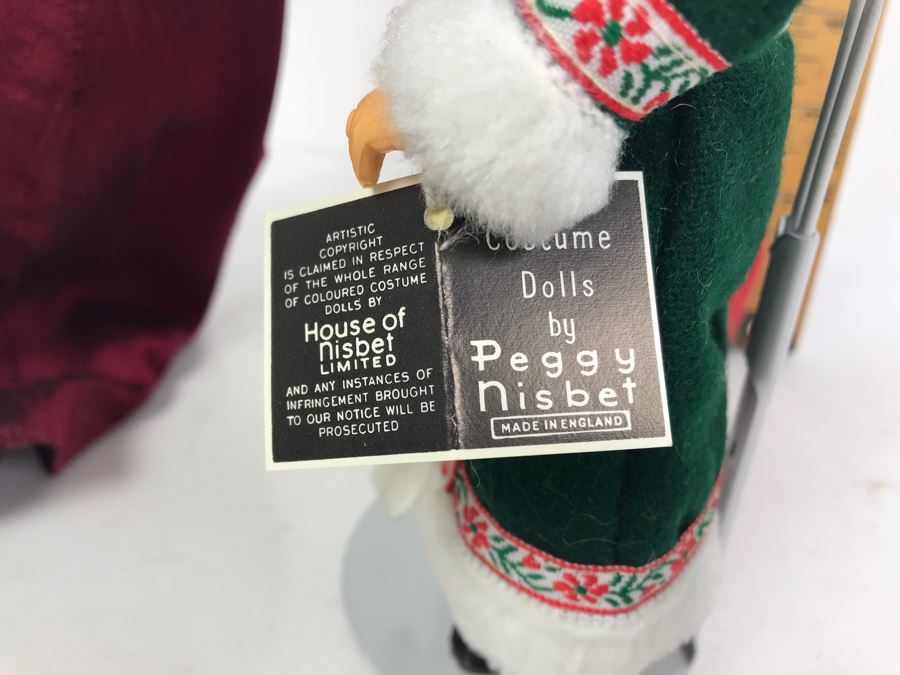 ARTISTIC
COPYRIGHT
IS CLAIMED IN RESPECT
OF THE WHOLE RANGE
OF COLOURED COSTUME
DOLLS BY
House of
Nisbet
LIMITED
AND ANY INSTANCES OF
INFRINGEMENT BROUGHT
TO OUR NOTICE WILL BE
PROSECUTED
Costume
Dolls
by
Peggy
Nisbet
MADE IN ENGLAND